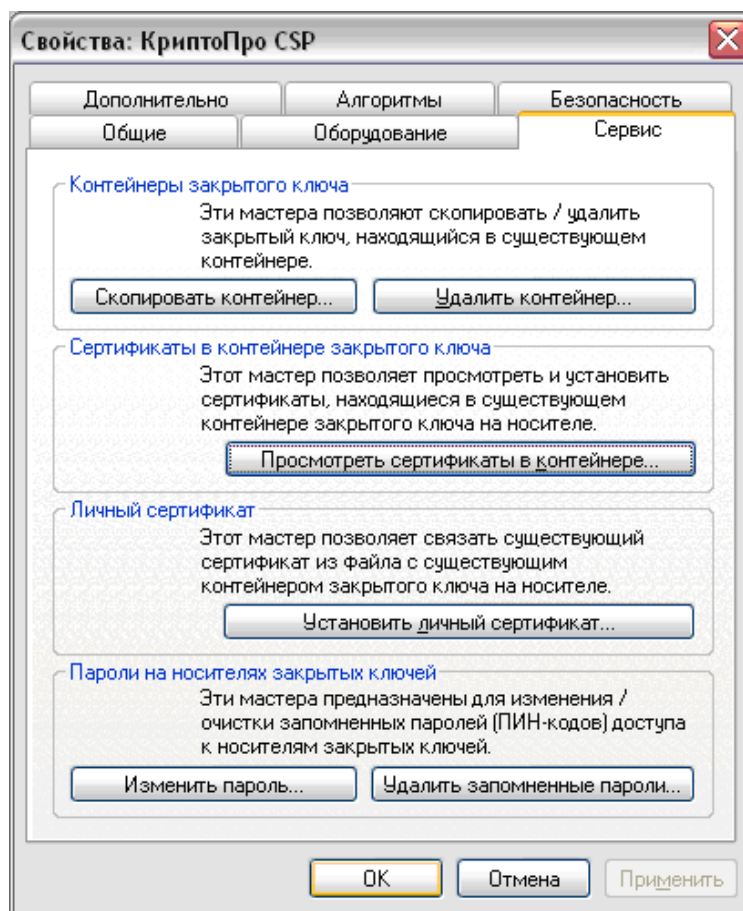 Свойства: КриптоПро CSP
Дополнительно Алгоритмы Безопасность
Общие Оборудование Сервис
Контейнеры закрытого ключа
Эти мастера позволяют скопировать / удалить
закрытый ключ, находящийся в существующем
контейнере.
Скопировать контейнер... Удалить контейнер...
Сертификаты в контейнере закрытого ключа
Этот мастер позволяет просмотреть и установить
сертификаты, находящиеся в существующем
контейнере закрытого ключа на носителе.
Просмотреть сертификаты в контейнере...
Личный сертификат
Этот мастер позволяет связать существующий
сертификат из файла с существующим
контейнером закрытого ключа на носителе.
Установить личный сертификат...
Пароли на носителях закрытых ключей
Эти мастера предназначены для изменения /
очистки запомненных паролей (ПИН-кодов) доступа
к носителям закрытых ключей.
Изменить пароль... Удалить запомненные пароли...
OK Отмена Применить